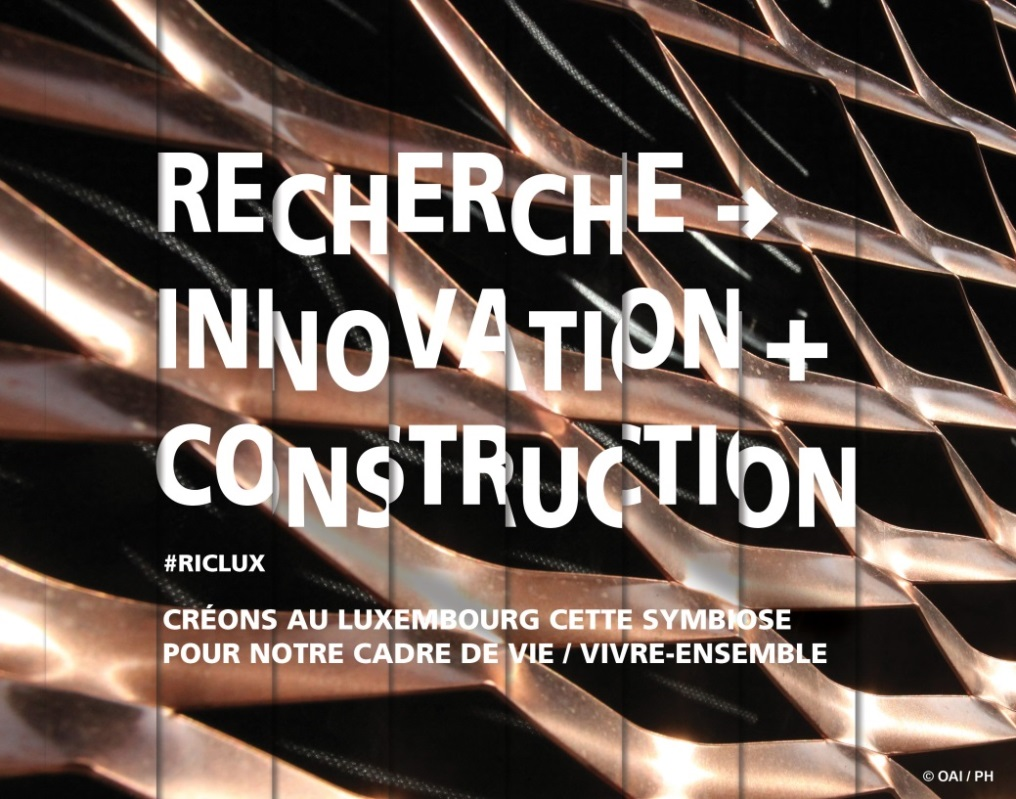 RECHERCHE →
INNOVATION +
CONSTRUCTION
#RICLUX
CRÉONS AU LUXEMBOURG CETTE SYMBIOSE
POUR NOTRE CADRE DE VIE / VIVRE-ENSEMBLE
© OAI / PH